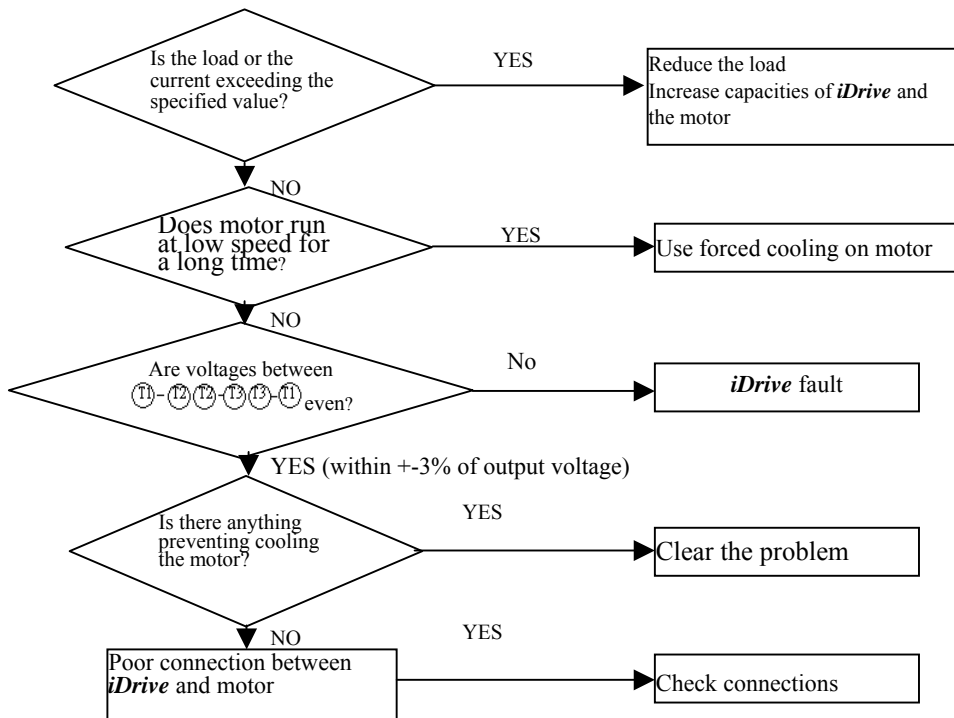 Is the load or the
current exceeding the
specified value?
YES
Reduce the load
Increase capacities of iDrive and
the motor
NO
Does motor run
at low speed for
a long time?
YES
Use forced cooling on motor
NO
Are voltages between
T1-T2 T2-T3 T3-T1 even?
No
iDrive fault
YES (within +-3% of output voltage)
Is there anything
preventing cooling
the motor?
YES
Clear the problem
NO
Poor connection between
iDrive and motor
YES
Check connections